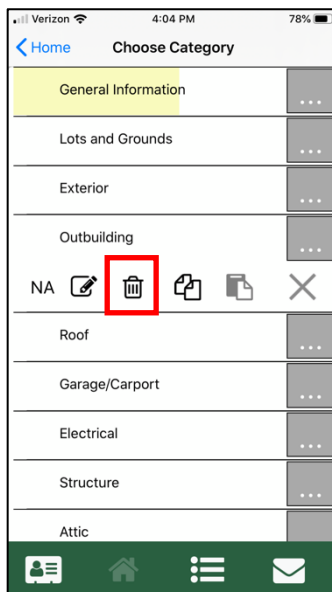 Verizon 4:04 PM 78%
Home Choose Category
General Information ...
Lots and Grounds ...
Exterior ...
Outbuilding ...
NA
Roof ...
Garage/Carport ...
Electrical ...
Structure ...
Attic